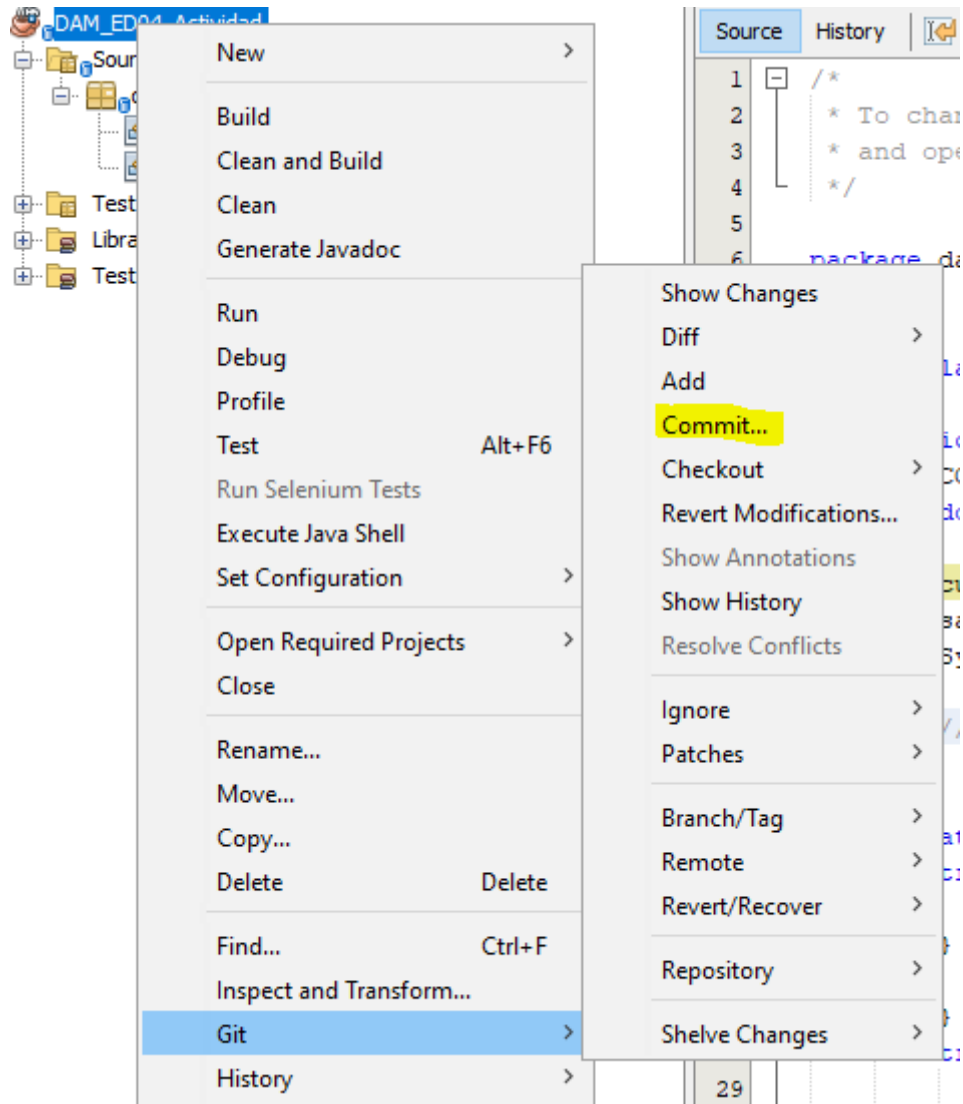 DAM_ED04_Actividad
Sour
Test
Libra
Test
New
Build
Clean and Build
Clean
Generate Javadoc
Run
Debug
Profile
Test Alt+F6
Run Selenium Tests
Execute Java Shell
Set Configuration
Open Required Projects
Close
Rename...
Move...
Copy...
Delete Delete
Find... Ctrl+F
Inspect and Transform...
Git
History
Show Changes
Diff
Add
Commit...
Checkout
Revert Modifications...
Show Annotations
Show History
Resolve Conflicts
Ignore
Patches
Branch/Tag
Remote
Revert/Recover
Repository
Shelve Changes
Source History
1 /*
2 * To char
3 * and ope
4 */
5
6 package da
29